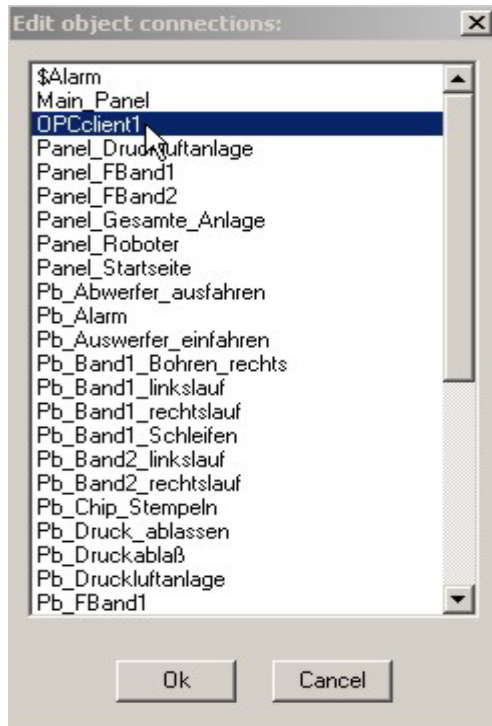 Edit object connections:
$Alarm
Main_Panel
OPCclient1
Panel_Druckluftanlage
Panel_FBand1
Panel_FBand2
Panel_Gesamte_Anlage
Panel_Roboter
Panel_Startseite
Pb_Abwerfer_ausfahren
Pb_Alarm
Pb_Auswerfer_einfahren
Pb_Band1_Bohren_rechts
Pb_Band1_linkslauf
Pb_Band1_rechtslauf
Pb_Band1_Schleifen
Pb_Band2_linkslauf
Pb_Band2_rechtslauf
Pb_Chip_Stempeln
Pb_Druck_ablassen
Pb_Druckablaß
Pb_Druckluftanlage
Pb_FBand1
Ok Cancel